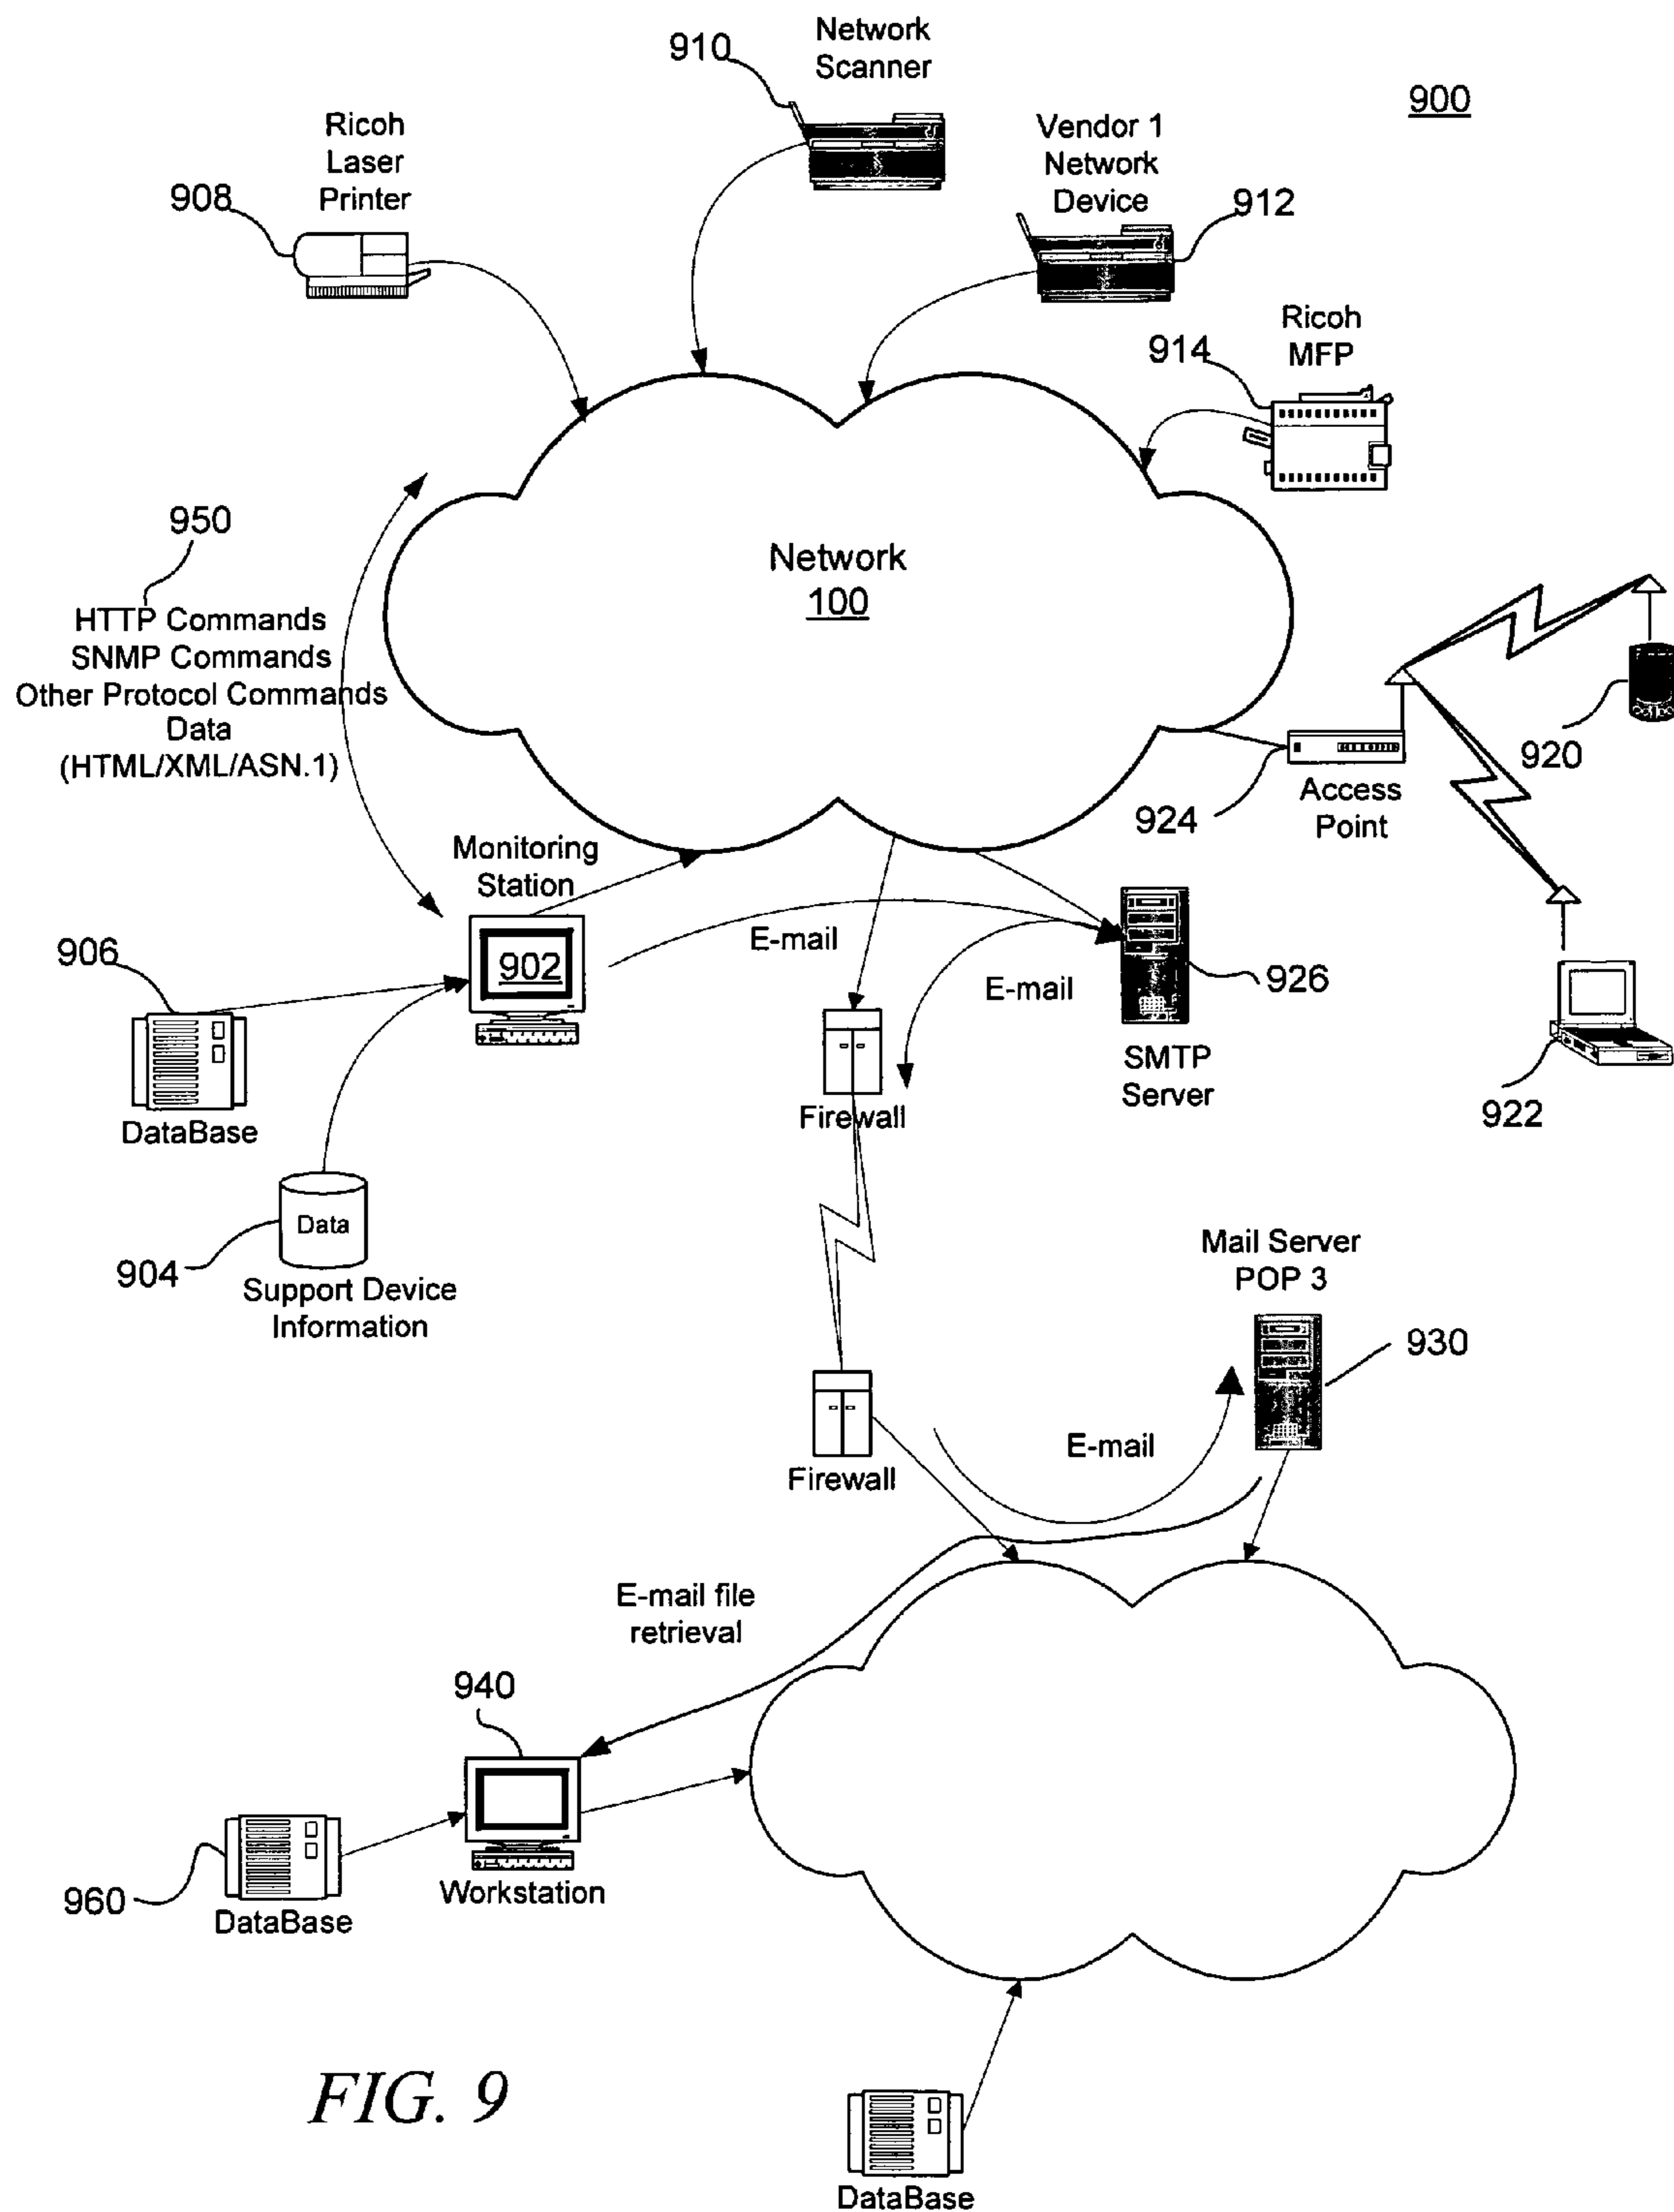 900
910
Network
Scanner
Ricoh
Laser
Printer
908
Vendor 1
Network
Device
912
Ricoh
MFP
914
Network
100
950
HTTP Commands
SNMP Commands
Other Protocol Commands
Data
(HTML/XML/ASN.1)
920
924
Access
Point
922
Monitoring
Station
902
906
DataBase
E-mail
E-mail
926
SMTP
Server
Firewall
Data
904
Support Device
Information
Mail Server
POP 3
930
Firewall
E-mail
E-mail file
retrieval
940
Workstation
960
DataBase
FIG. 9
DataBase